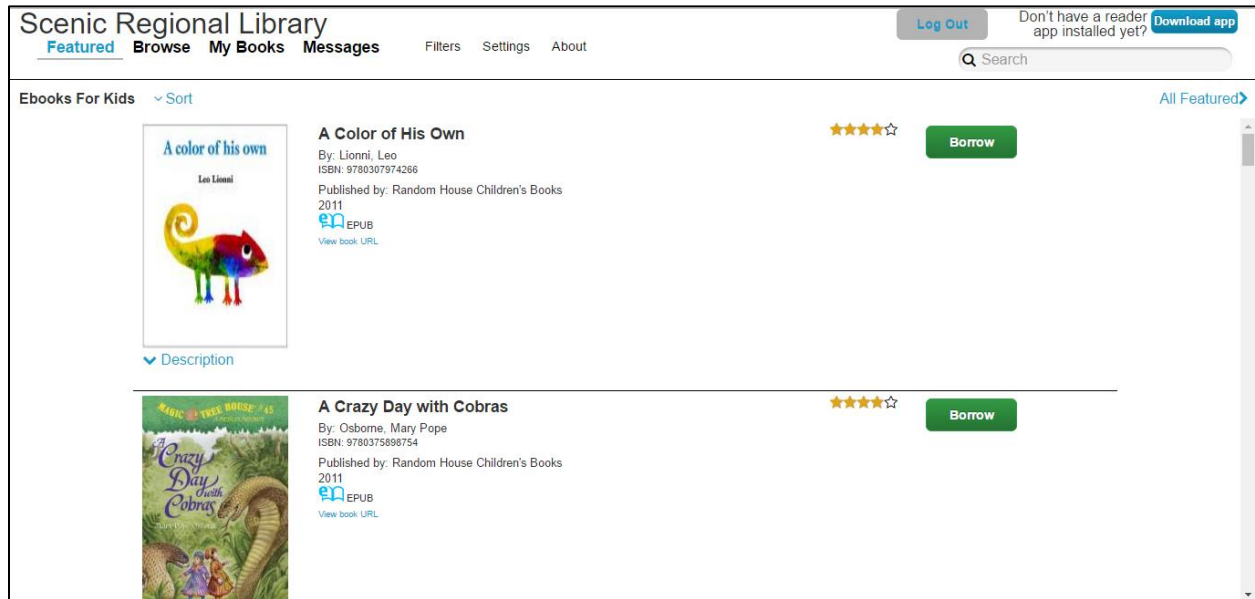 Scenic Regional Library
Log Out
Don't have a reader
app installed yet?
Download app
Featured Browse My Books Messages Filters Settings About
Search
Ebooks For Kids Sort
All Featured
A color of his own
Leo Lionni
A Color of His Own
By: Lionni, Leo
ISBN: 9780307974266
Published by: Random House Children's Books
2011
EPUB
View book URL
Borrow
Description
MAGIC TREE HOUSE #45
A Crazy
Day with
Cobras
A Crazy Day with Cobras
By: Osborne, Mary Pope
ISBN: 9780375898754
Published by: Random House Children's Books
2011
EPUB
View book URL
Borrow